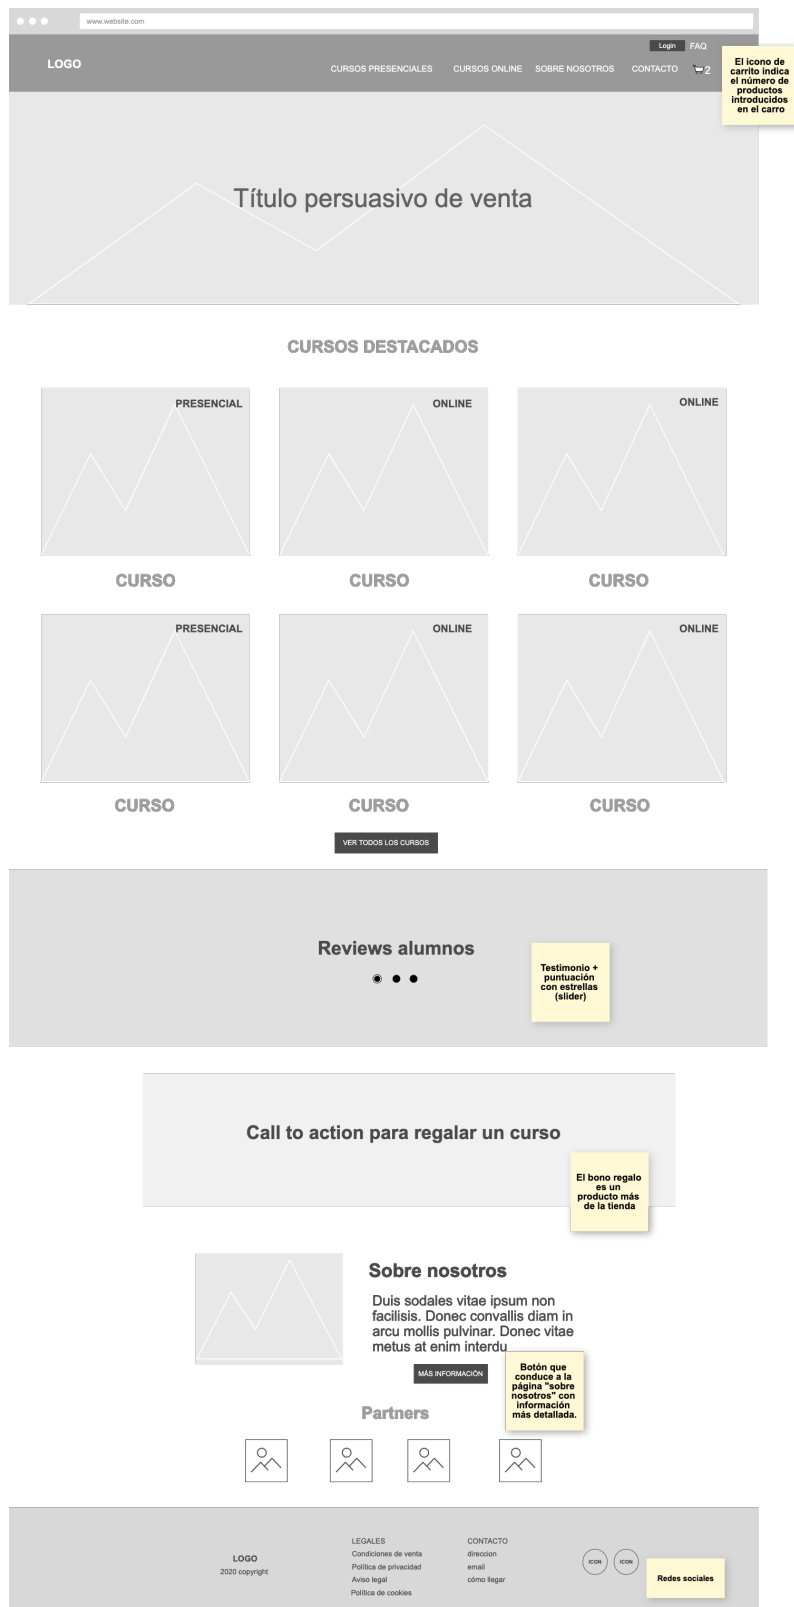 www.website.com
Login
FAQ
LOGO
CURSOS PRESENCIALES
CURSOS ONLINE
SOBRE NOSOTROS
CONTACTO
2
El icono de
carrito indica
el número de
productos
introducidos
en el carro
Título persuasivo de venta
CURSOS DESTACADOS
PRESENCIAL
ONLINE
ONLINE
CURSO
CURSO
CURSO
PRESENCIAL
ONLINE
ONLINE
CURSO
CURSO
CURSO
VER TODOS LOS CURSOS
Reviews alumnos
Testimonio +
puntuación
con estrellas
(slider)
Call to action para regalar un curso
El bono regalo
es un
producto más
de la tienda
Sobre nosotros
Duis sodales vitae ipsum non
facilisis. Donec convallis diam in
arcu mollis pulvinar. Donec vitae
metus at enim interdu
MÁS INFORMACIÓN
Botón que
conduce a la
página "sobre
nosotros" con
información
más detallada.
Partners
LOGO
2020 copyright
LEGALES
Condiciones de venta
Política de privacidad
Aviso legal
Política de cookies
CONTACTO
direccion
email
cómo llegar
ICON
ICON
Redes sociales